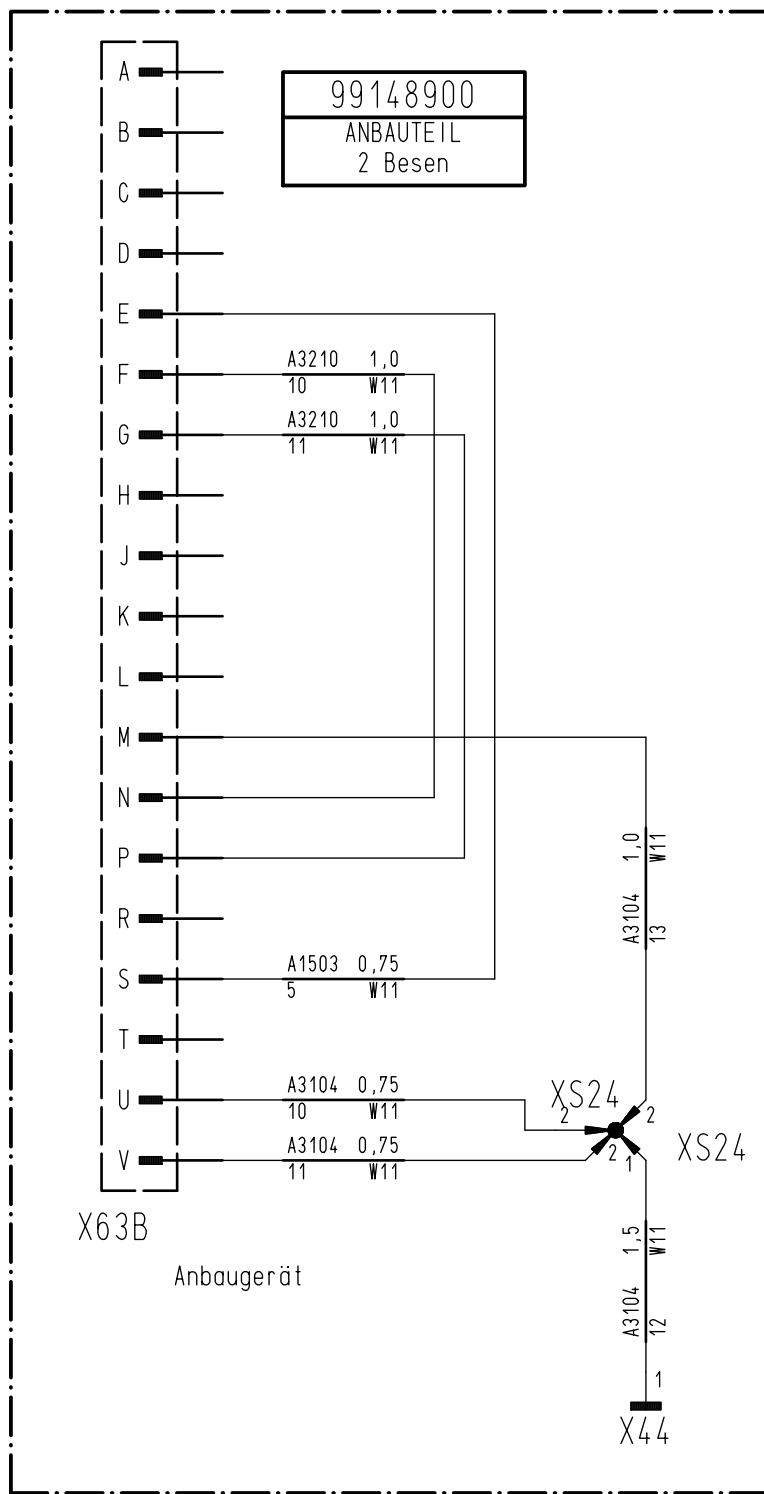 99148900
ANBAUTEIL
2 Besen
A
B
C
D
E
F
A3210 1,0
10 W11
G
A3210 1,0
11 W11
H
J
K
L
M
N
P
1,0 W11
A3104 13
R
S
A1503 0,75
5 W11
T
U
A3104 0,75
10 W11
XS24
2
2
V
A3104 0,75
11 W11
2
1
XS24
X63B
Anbaugerät
1,5 W11
A3104 12
1
X44